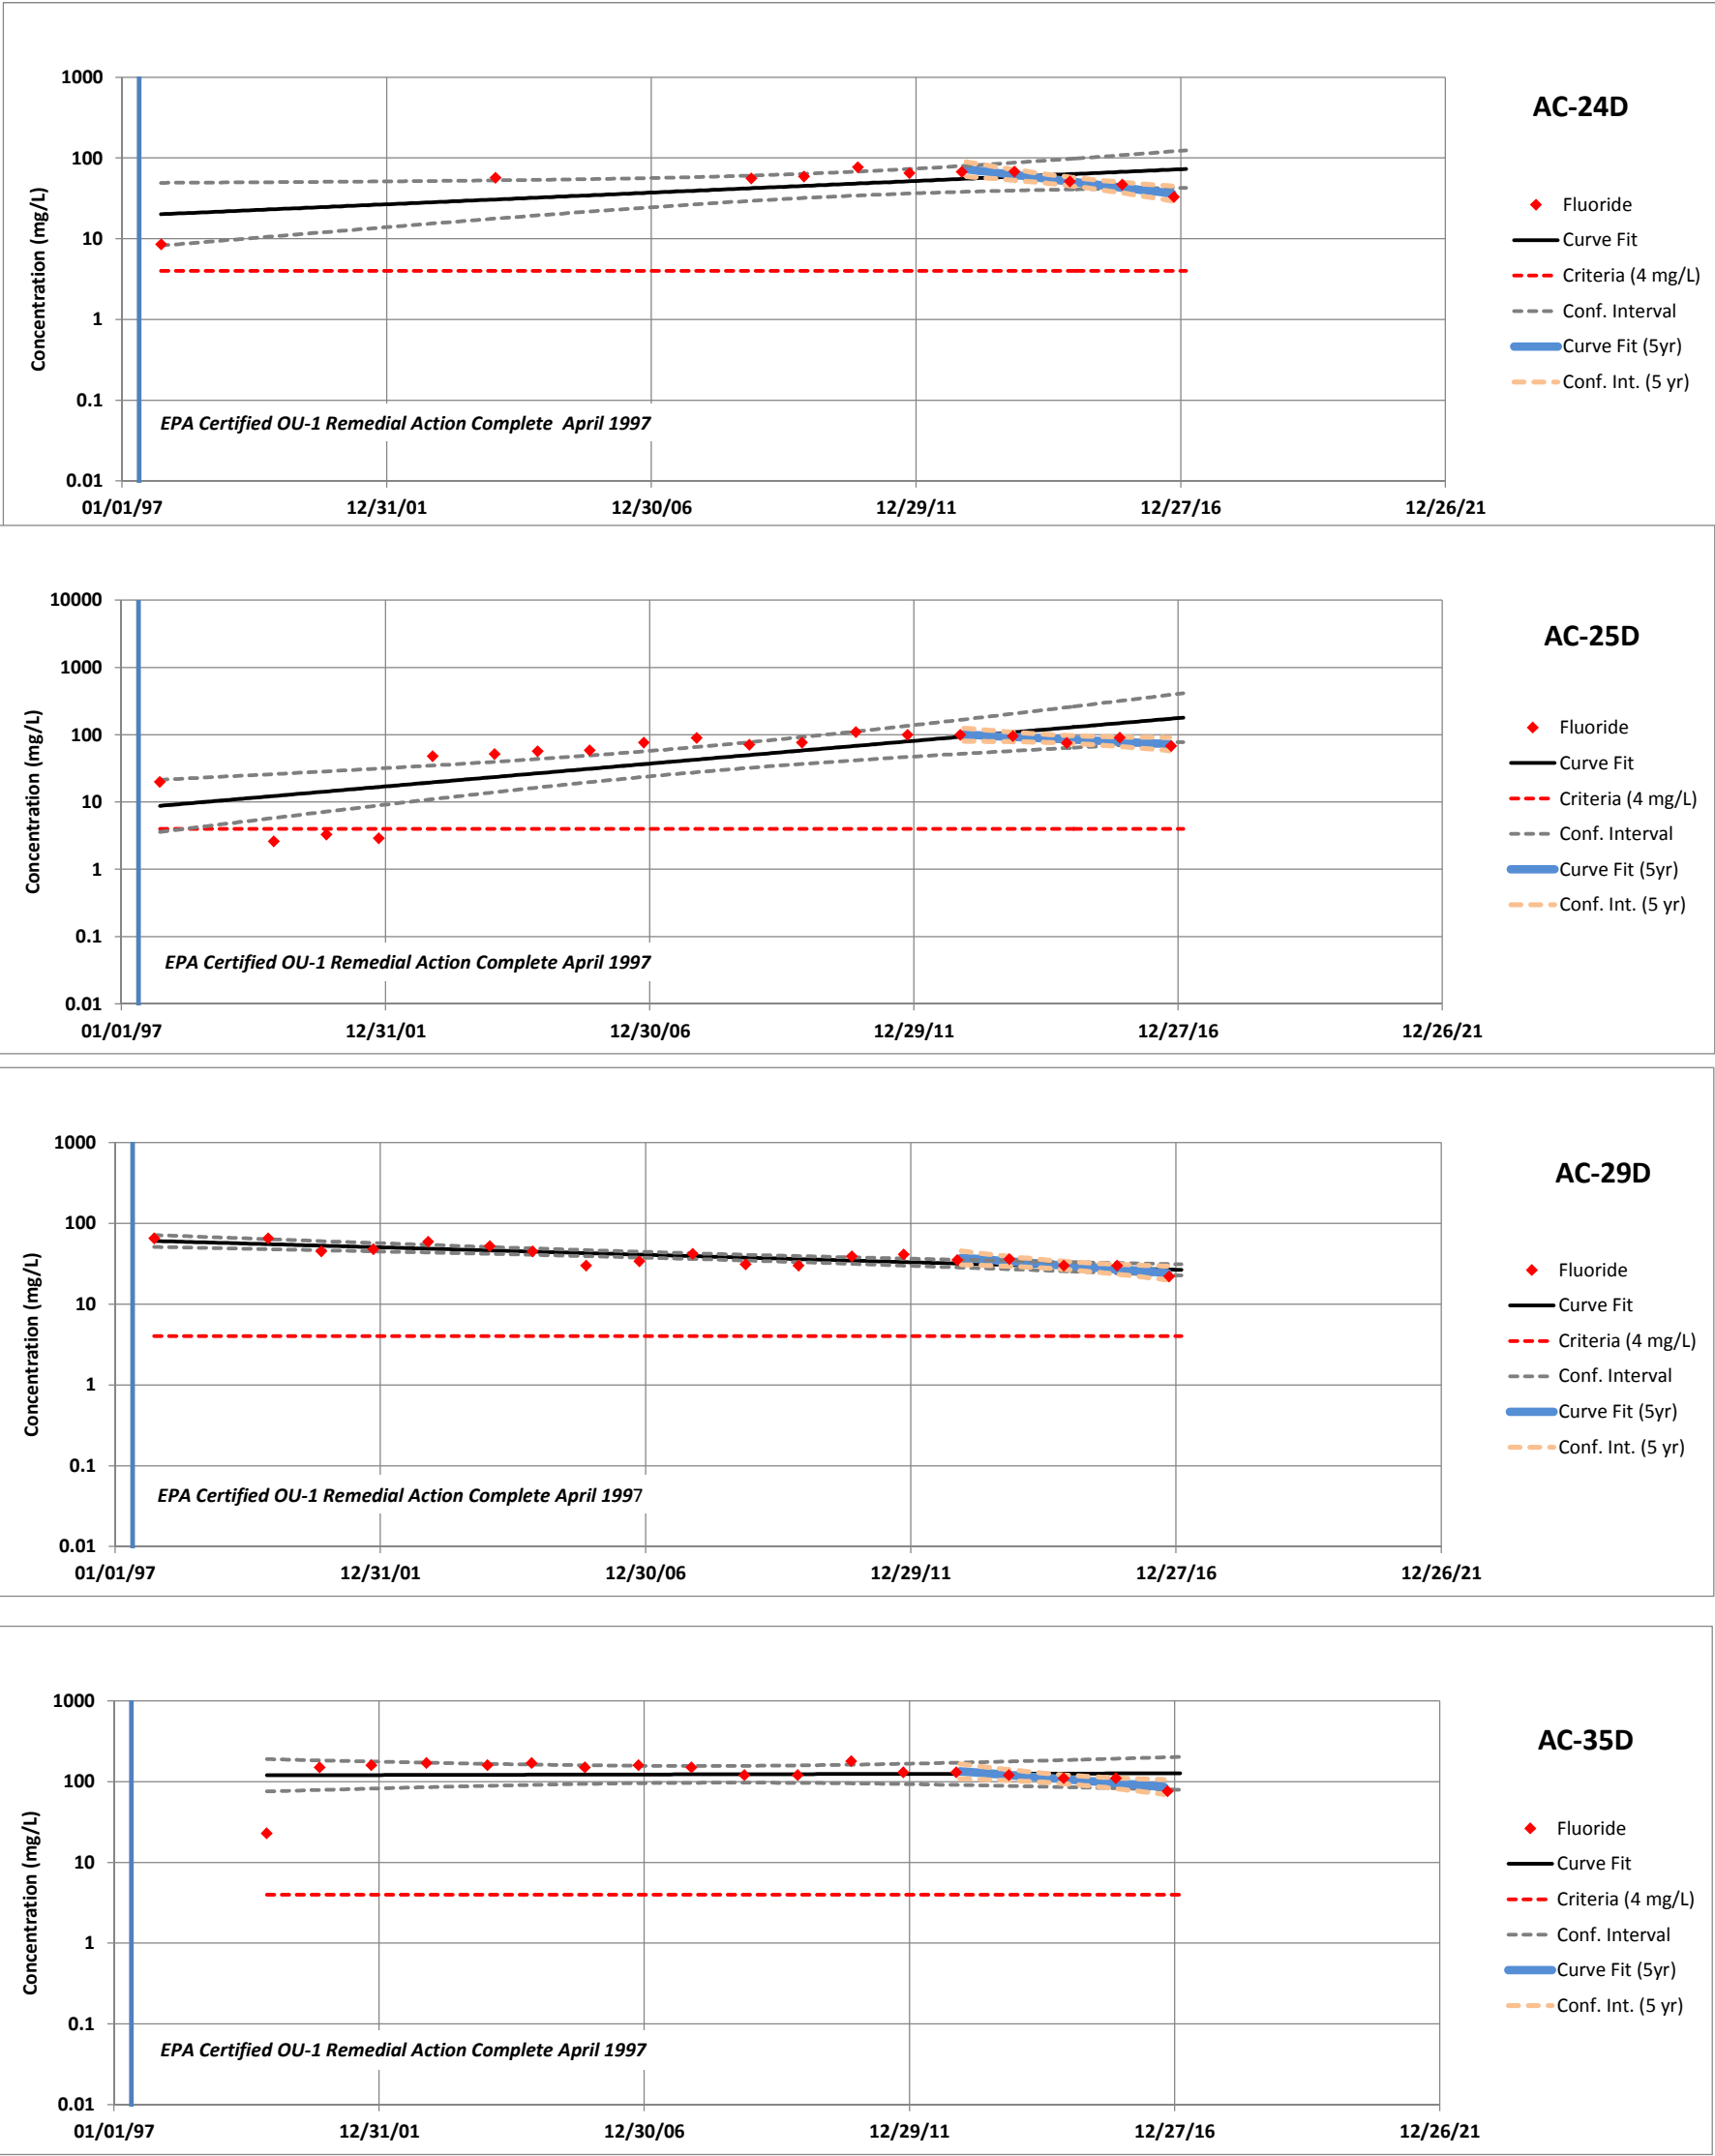 AC-24D
Concentration (mg/L)
1000
100
10
1
0.1
0.01
EPA Certified OU-1 Remedial Action Complete  April 1997
01/01/97 12/31/01 12/30/06 12/29/11 12/27/16 12/26/21
Fluoride
Curve Fit
Criteria (4 mg/L)
Conf. Interval
Curve Fit (5yr)
Conf. Int. (5 yr)
AC-25D
Concentration (mg/L)
10000
1000
100
10
1
0.1
0.01
EPA Certified OU-1 Remedial Action Complete April 1997
01/01/97 12/31/01 12/30/06 12/29/11 12/27/16 12/26/21
Fluoride
Curve Fit
Criteria (4 mg/L)
Conf. Interval
Curve Fit (5yr)
Conf. Int. (5 yr)
AC-29D
Concentration (mg/L)
1000
100
10
1
0.1
0.01
EPA Certified OU-1 Remedial Action Complete April 1997
01/01/97 12/31/01 12/30/06 12/29/11 12/27/16 12/26/21
Fluoride
Curve Fit
Criteria (4 mg/L)
Conf. Interval
Curve Fit (5yr)
Conf. Int. (5 yr)
AC-35D
Concentration (mg/L)
1000
100
10
1
0.1
0.01
EPA Certified OU-1 Remedial Action Complete April 1997
01/01/97 12/31/01 12/30/06 12/29/11 12/27/16 12/26/21
Fluoride
Curve Fit
Criteria (4 mg/L)
Conf. Interval
Curve Fit (5yr)
Conf. Int. (5 yr)